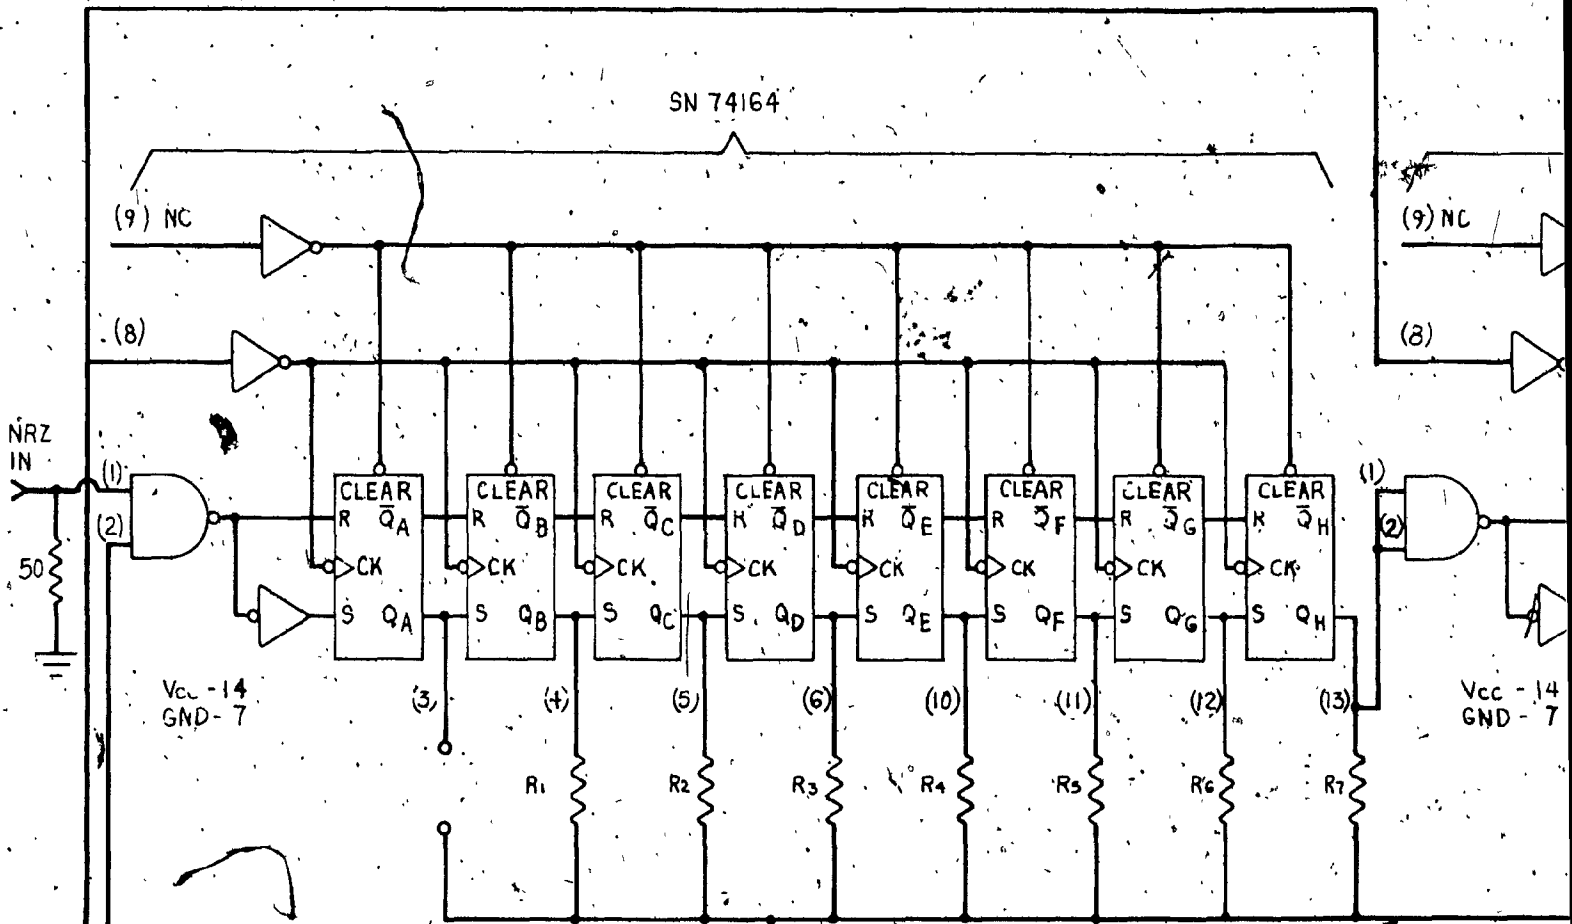 SN 74164
(9) NC
(9) NC
(8)
(8)
NRZ
IN
(1)
(2)
50
CLEAR CLEAR CLEAR CLEAR CLEAR CLEAR CLEAR CLEAR
R Q̅A R Q̅B R Q̅C R Q̅D R Q̅E R Q̅F R Q̅G R Q̅H
CK CK CK CK CK CK CK CK
S QA S QB S QC S QD S QE S QF S QG S QH
(1)
(2)
Vcc - 14
GND - 7
(3) (4) (5) (6) (10) (11) (12) (13)
Vcc - 14
GND - 7
R1 R2 R3 R4 R5 R6 R7